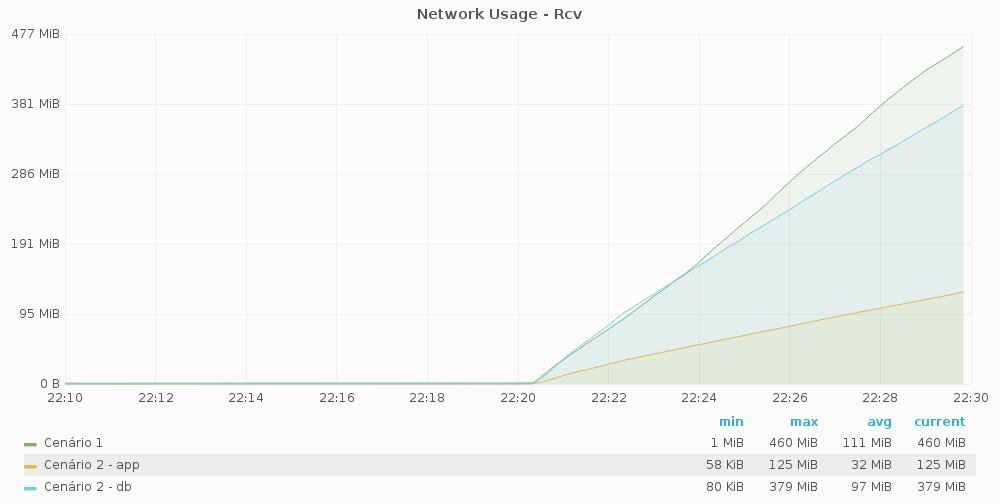 Network Usage - Rcv
477 MiB
381 MiB
286 MiB
191 MiB
95 MiB
0 B
22:10 22:12 22:14 22:16 22:18 22:20 22:22 22:24 22:26 22:28 22:30
min max avg current
Cenário 1 1 MiB 460 MiB 111 MiB 460 MiB
Cenário 2 - app 58 KiB 125 MiB 32 MiB 125 MiB
Cenário 2 - db 80 KiB 379 MiB 97 MiB 379 MiB